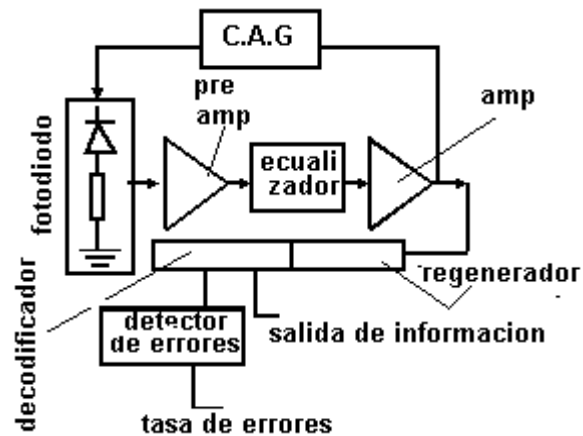 C.A.G
pre
amp
amp
ecuali
zador
fotodiodo
regenerador
decodificador
detector
de errores
salida de informacion
tasa de errores